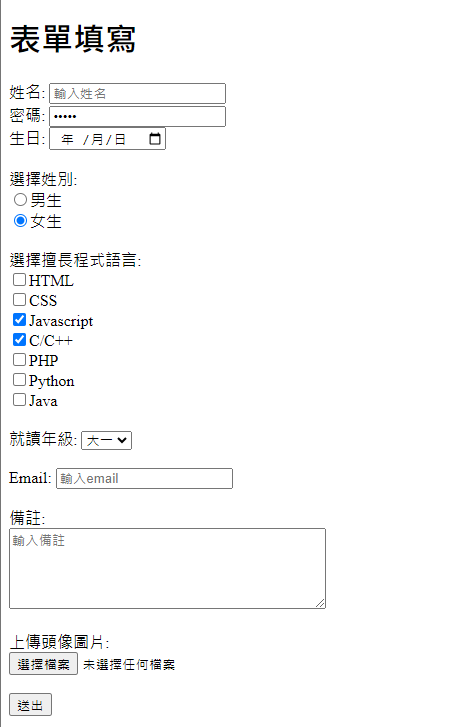 表單填寫
姓名: 輸入姓名
密碼: •••••
生日: 年 /月/日
選擇姓別:
男生
女生
選擇擅長程式語言:
HTML
CSS
Javascript
C/C++
PHP
Python
Java
就讀年級: 大一
Email: 輸入email
備註:
輸入備註
上傳頭像圖片:
選擇檔案 未選擇任何檔案
送出